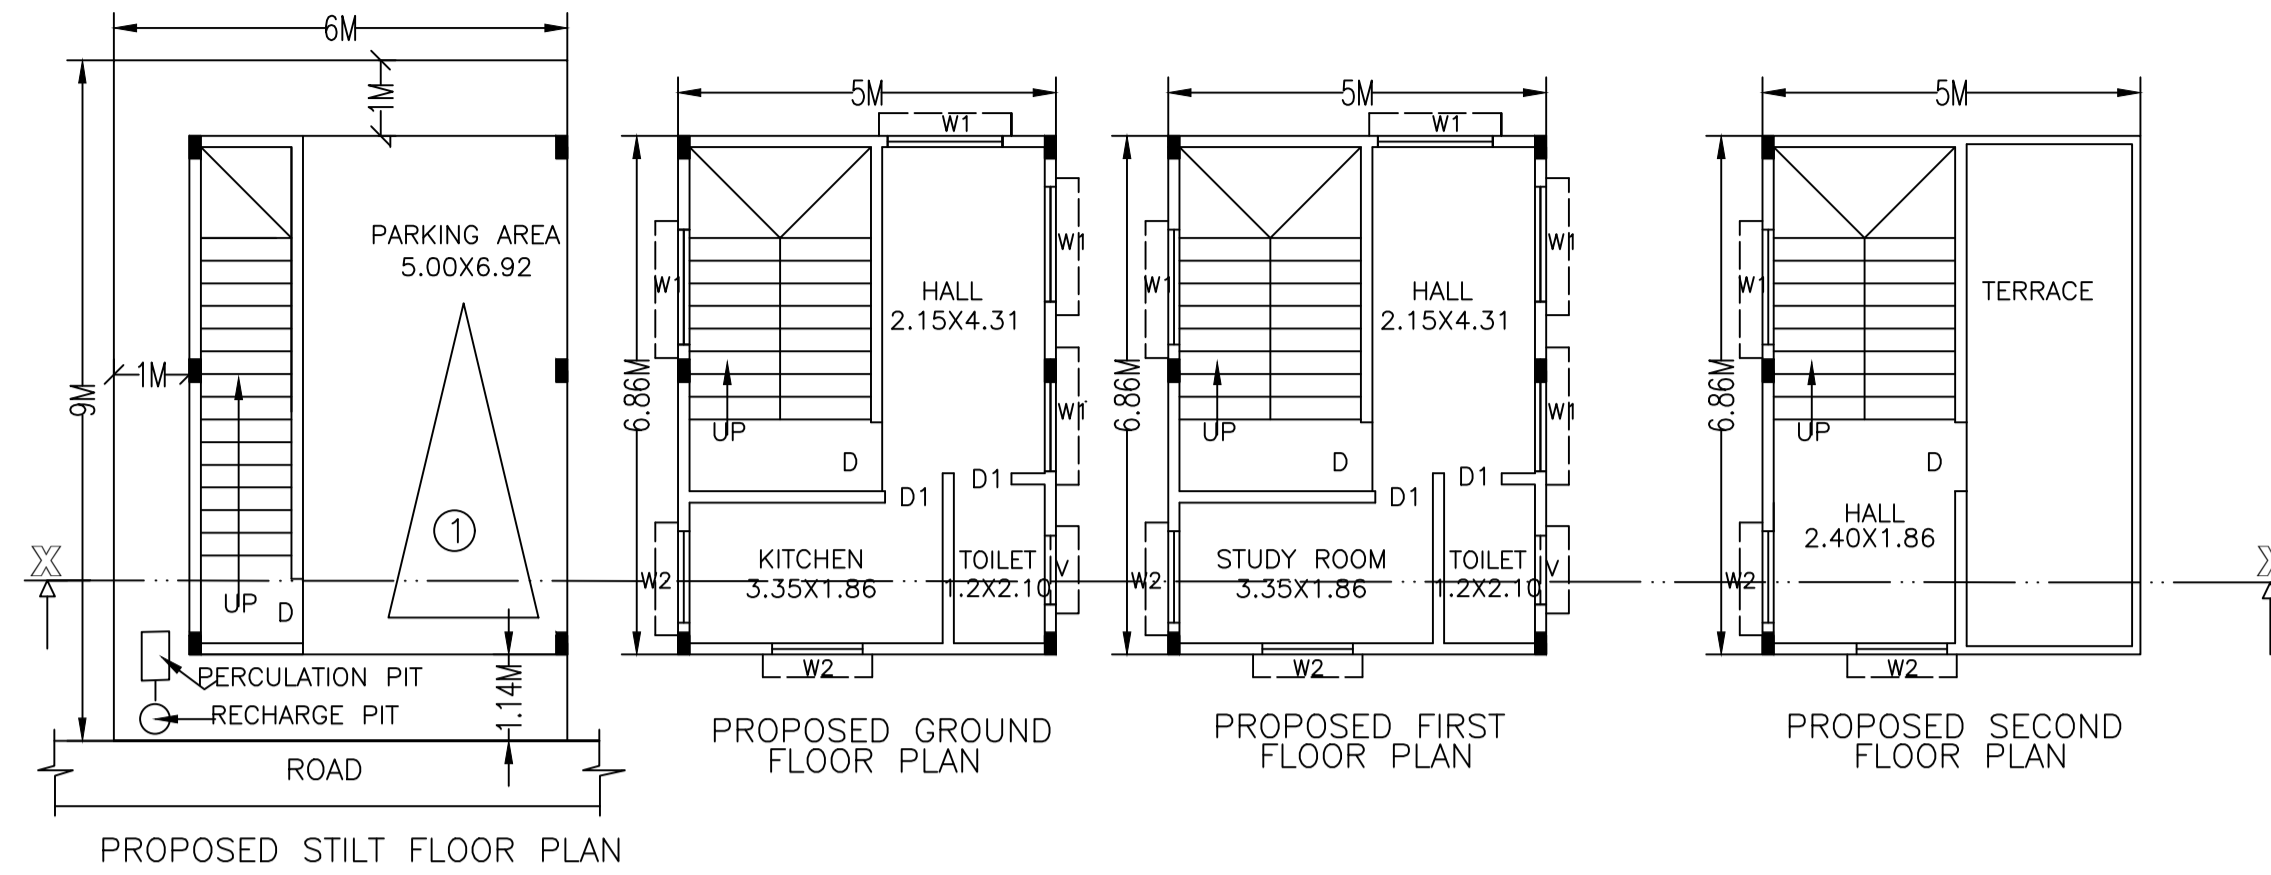 6M
1M
9M
1M
PARKING AREA
5.00X6.92
1
UP
D
PERCULATION PIT
RECHARGE PIT
1.14M
ROAD
X
PROPOSED STILT FLOOR PLAN
5M
W1
W1
W1
HALL
2.15X4.31
6.86M
W1
UP
D
D1
D1
KITCHEN
3.35X1.86
TOILET
1.2X2.10
V
W2
W2
PROPOSED GROUND
FLOOR PLAN
5M
W1
W1
W1
HALL
2.15X4.31
6.86M
W1
UP
D
D1
D1
STUDY ROOM
3.35X1.86
TOILET
1.2X2.10
V
W2
W2
PROPOSED FIRST
FLOOR PLAN
5M
W1
TERRACE
6.86M
UP
D
HALL
2.40X1.86
W2
W2
PROPOSED SECOND
FLOOR PLAN